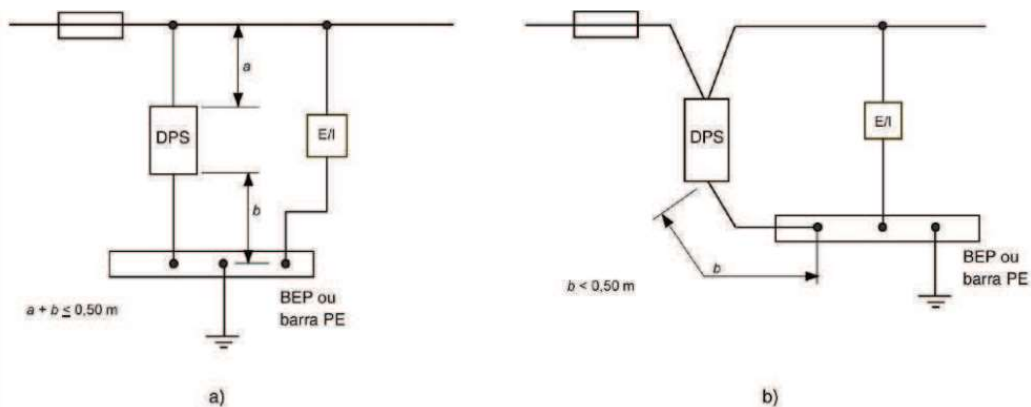 a
DPS
E/I
b
BEP ou
barra PE
a + b ≤ 0,50 m
a)
DPS
E/I
b
BEP ou
barra PE
b < 0,50 m
b)